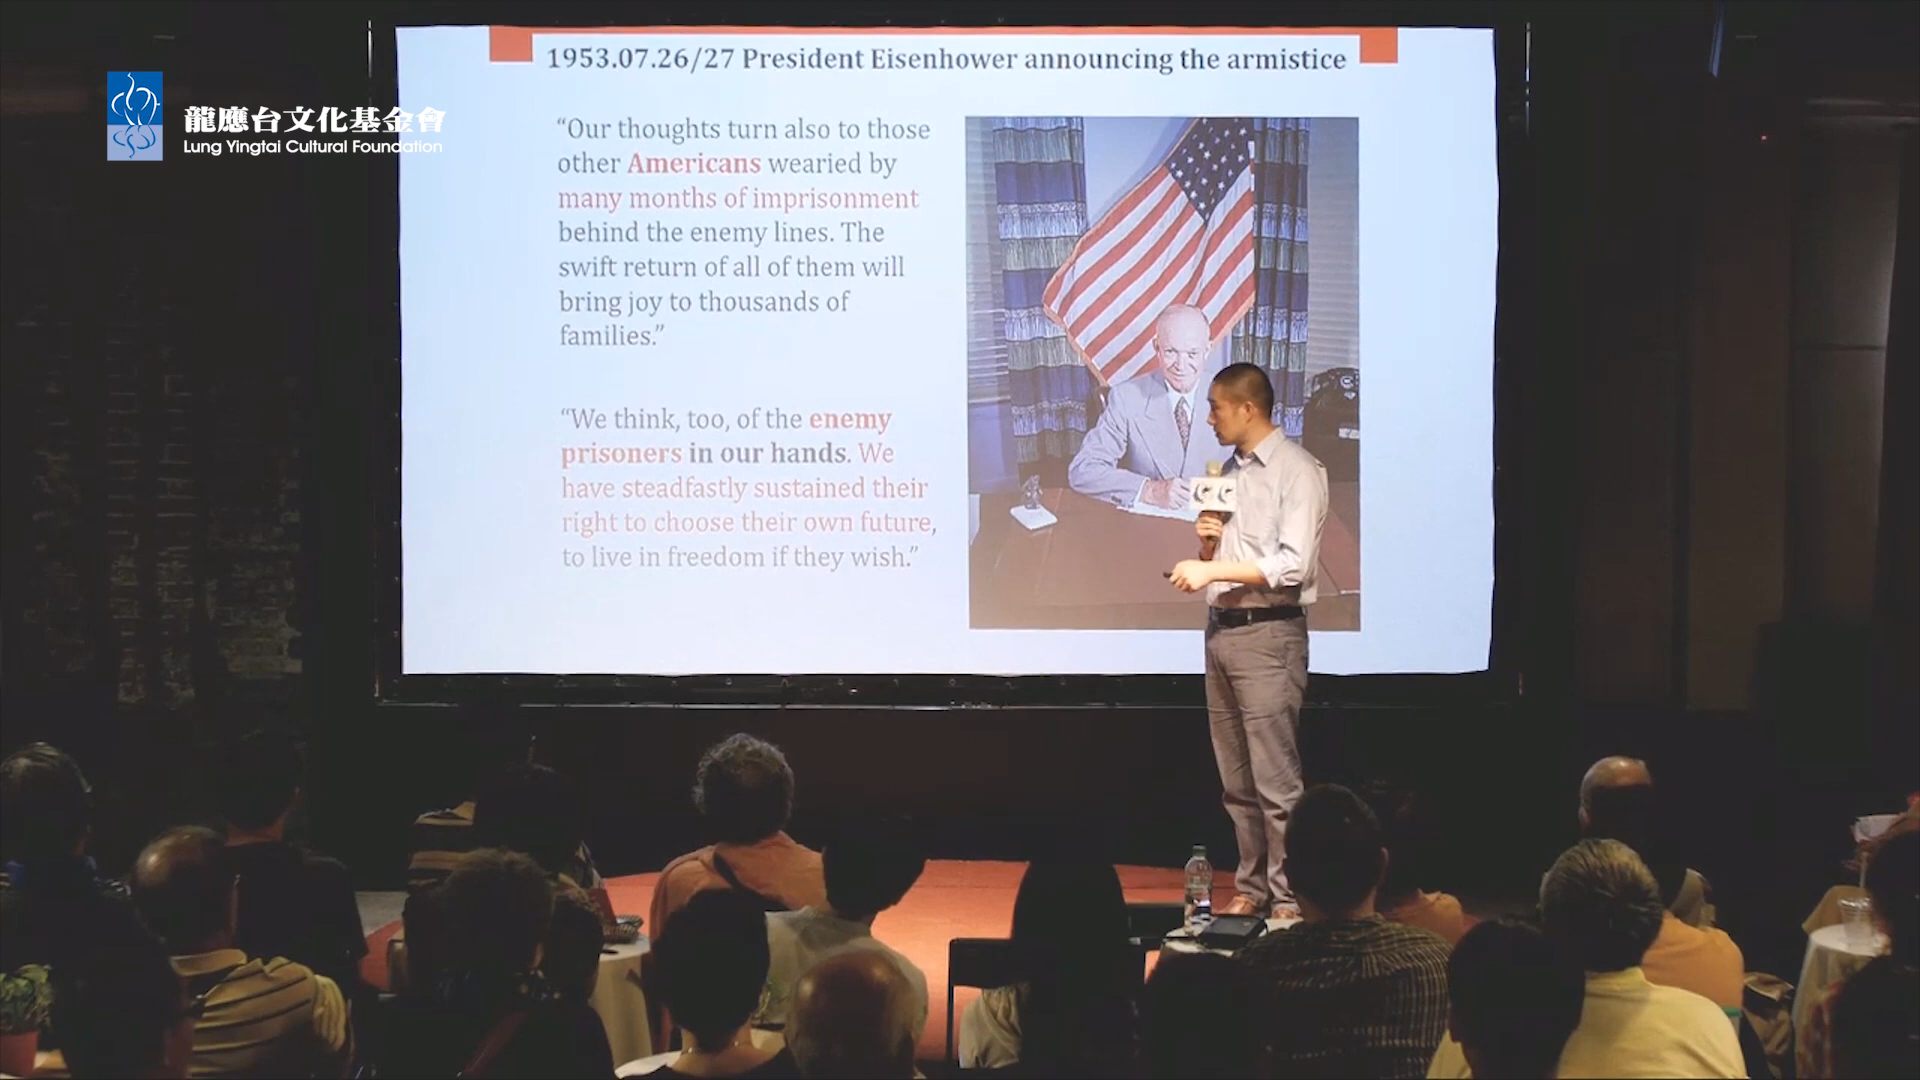 龍應台文化基金會
Lung Yingtai Cultural Foundation
1953.07.26/27 President Eisenhower announcing the armistice
“Our thoughts turn also to those
other Americans wearied by
many months of imprisonment
behind the enemy lines. The
swift return of all of them will
bring joy to thousands of
families.”
“We think, too, of the enemy
prisoners in our hands. We
have steadfastly sustained their
right to choose their own future,
to live in freedom if they wish.”